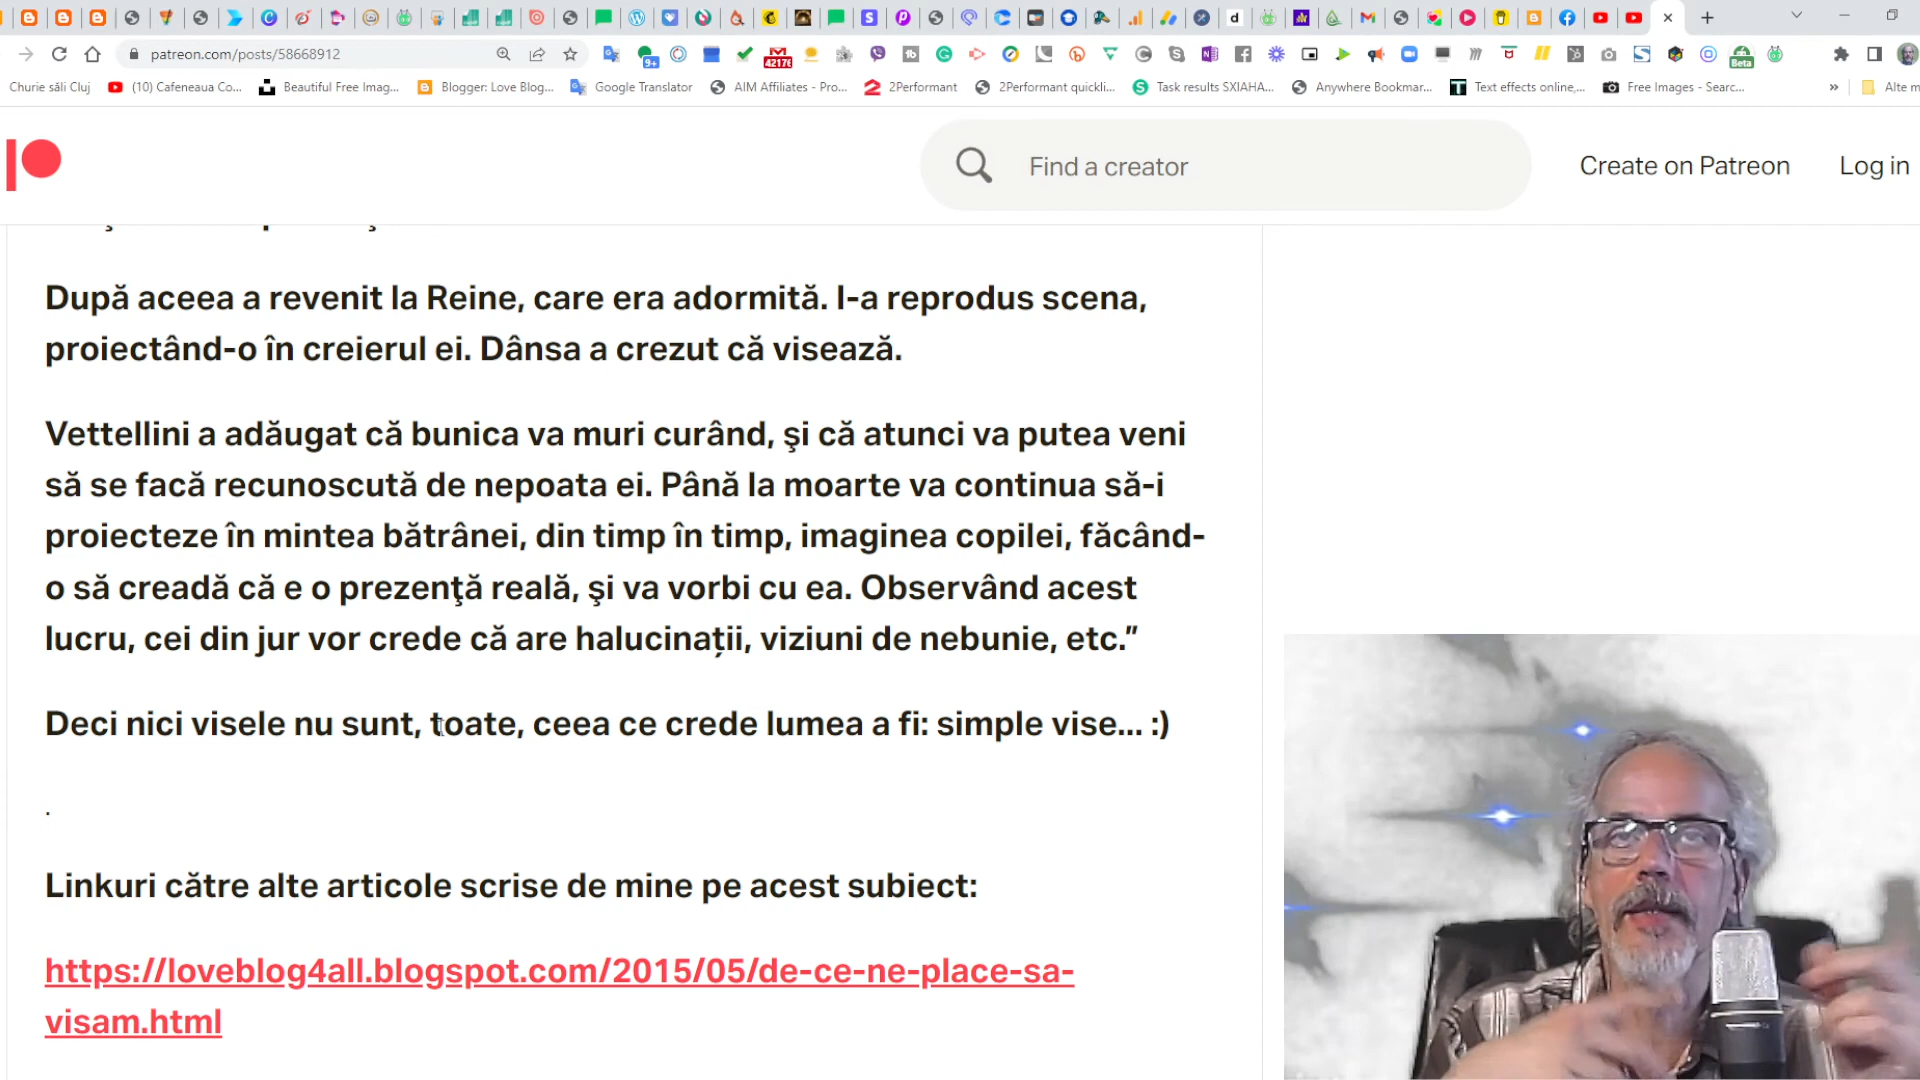 patreon.com/posts/58668912
9+
42176
Beta
Churie săli Cluj
(10) Cafeneaua Co...
Beautiful Free Imag...
Blogger: Love Blog...
Google Translator
AIM Affiliates - Pro...
2Performant
2Performant quickli...
Task results SXIAHA...
Anywhere Bookmar...
Text effects online,...
Free Images - Searc...
»
Alte m
Find a creator
Create on Patreon
Log in
După aceea a revenit la Reine, care era adormită. I-a reprodus scena,
proiectând-o în creierul ei. Dânsa a crezut că visează.
Vettellini a adăugat că bunica va muri curând, şi că atunci va putea veni
să se facă recunoscută de nepoata ei. Până la moarte va continua să-i
proiecteze în mintea bătrânei, din timp în timp, imaginea copilei, făcând-
o să creadă că e o prezenţă reală, şi va vorbi cu ea. Observând acest
lucru, cei din jur vor crede că are halucinații, viziuni de nebunie, etc.”
Deci nici visele nu sunt, toate, ceea ce crede lumea a fi: simple vise... :)
.
Linkuri către alte articole scrise de mine pe acest subiect:
https://loveblog4all.blogspot.com/2015/05/de-ce-ne-place-sa-
visam.html